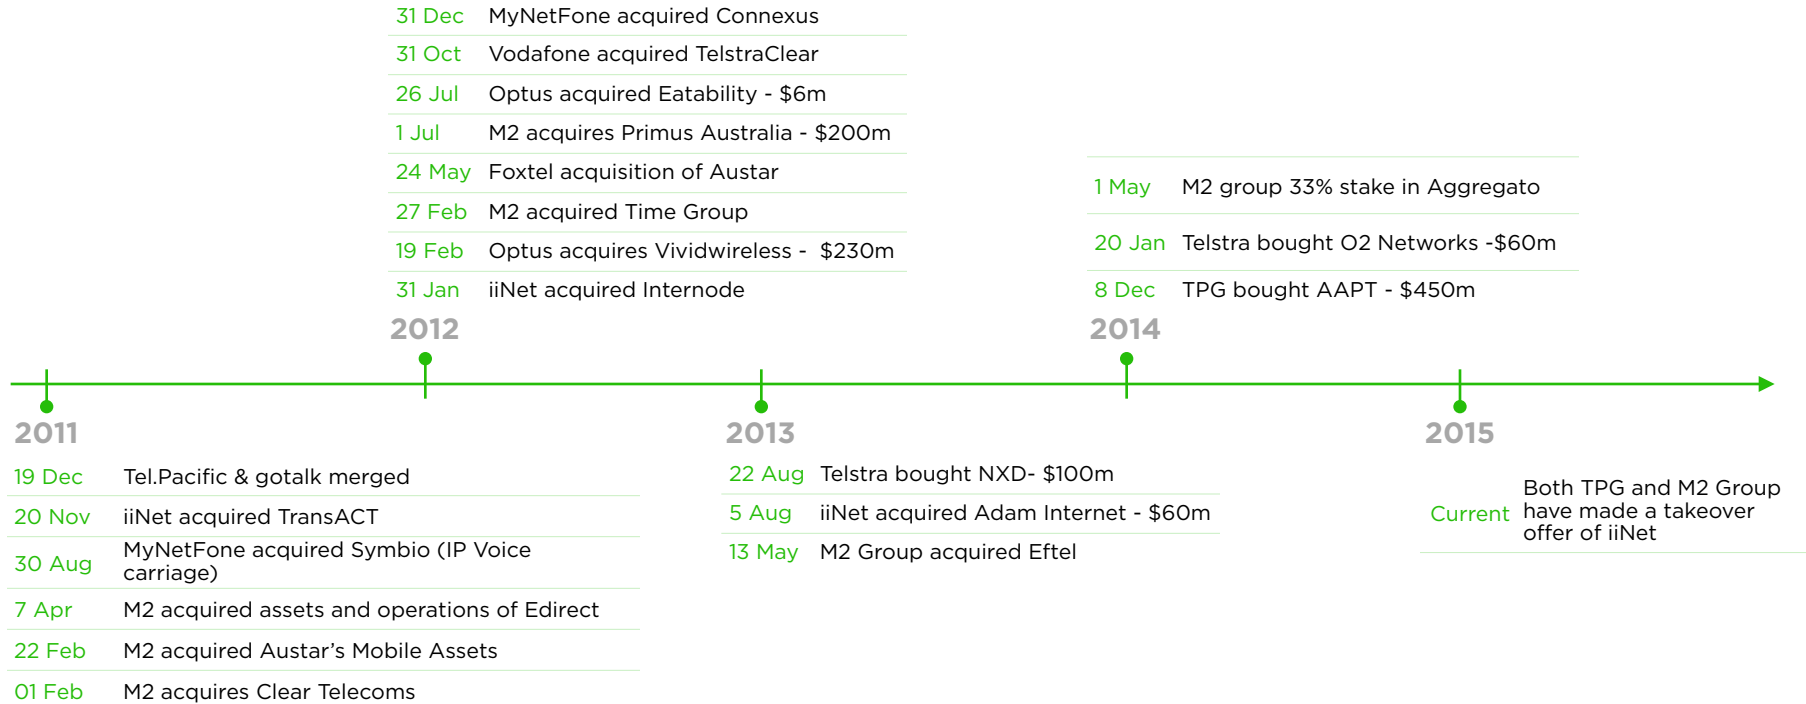 31 Dec MyNetFone acquired Connexus
31 Oct Vodafone acquired TelstraClear
26 Jul Optus acquired Eatability - $6m
1 Jul M2 acquires Primus Australia - $200m
24 May Foxtel acquisition of Austar
27 Feb M2 acquired Time Group
19 Feb Optus acquires Vividwireless - $230m
31 Jan iiNet acquired Internode
2012
1 May M2 group 33% stake in Aggregato
20 Jan Telstra bought O2 Networks -$60m
8 Dec TPG bought AAPT - $450m
2014
2011
19 Dec Tel.Pacific & gotalk merged
20 Nov iiNet acquired TransACT
30 Aug MyNetFone acquired Symbio (IP Voice
carriage)
7 Apr M2 acquired assets and operations of Edirect
22 Feb M2 acquired Austar’s Mobile Assets
01 Feb M2 acquires Clear Telecoms
2013
22 Aug Telstra bought NXD- $100m
5 Aug iiNet acquired Adam Internet - $60m
13 May M2 Group acquired Eftel
2015
Current Both TPG and M2 Group
have made a takeover
offer of iiNet